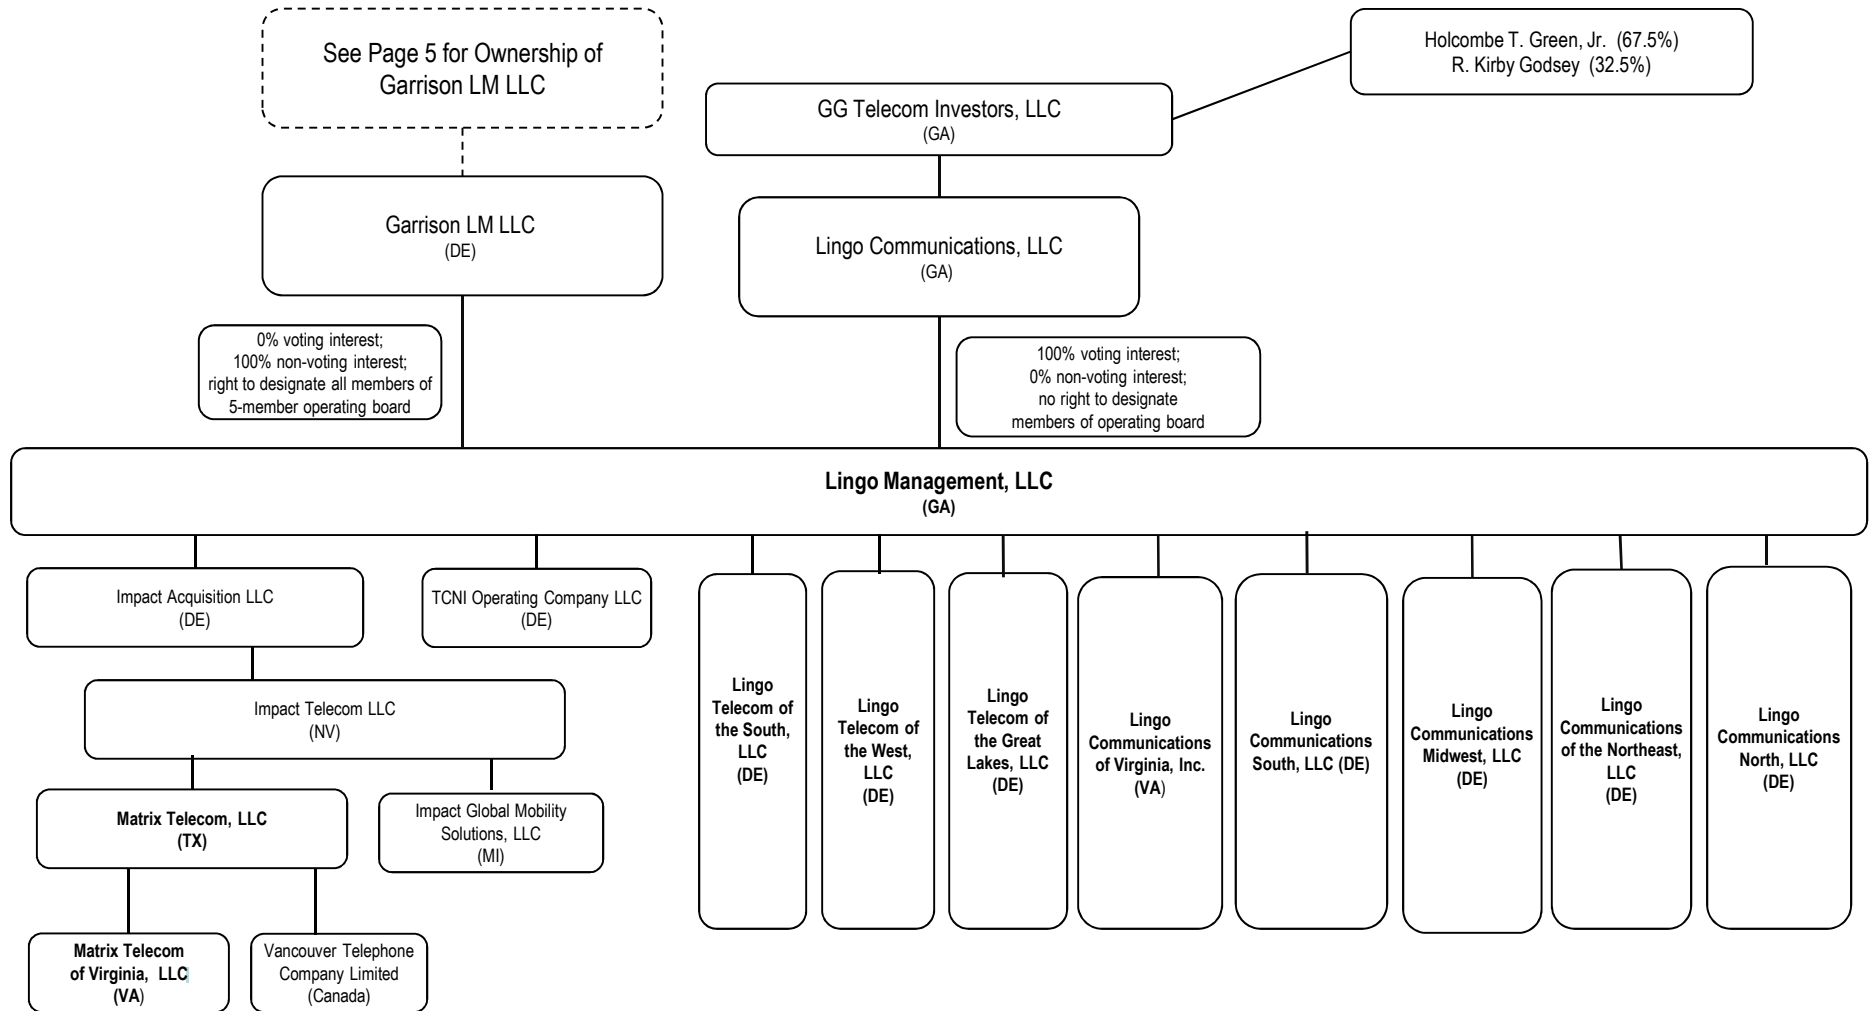 See Page 5 for Ownership of
Garrison LM LLC
Holcombe T. Green, Jr. (67.5%)
R. Kirby Godsey (32.5%)
GG Telecom Investors, LLC
(GA)
Garrison LM LLC
(DE)
Lingo Communications, LLC
(GA)
0% voting interest;
100% non-voting interest;
right to designate all members of
5-member operating board
100% voting interest;
0% non-voting interest;
no right to designate
members of operating board
Lingo Management, LLC
(GA)
Impact Acquisition LLC
(DE)
TCNI Operating Company LLC
(DE)
Impact Telecom LLC
(NV)
Matrix Telecom, LLC
(TX)
Impact Global Mobility
Solutions, LLC
(MI)
Matrix Telecom
of Virginia, LLC
(VA)
Vancouver Telephone
Company Limited
(Canada)
Lingo
Telecom of
the South,
LLC
(DE)
Lingo
Telecom of
the West,
LLC
(DE)
Lingo
Telecom of
the Great
Lakes, LLC
(DE)
Lingo
Communications
of Virginia, Inc.
(VA)
Lingo
Communications
South, LLC (DE)
Lingo
Communications
Midwest, LLC
(DE)
Lingo
Communications
of the Northeast,
LLC
(DE)
Lingo
Communications
North, LLC
(DE)